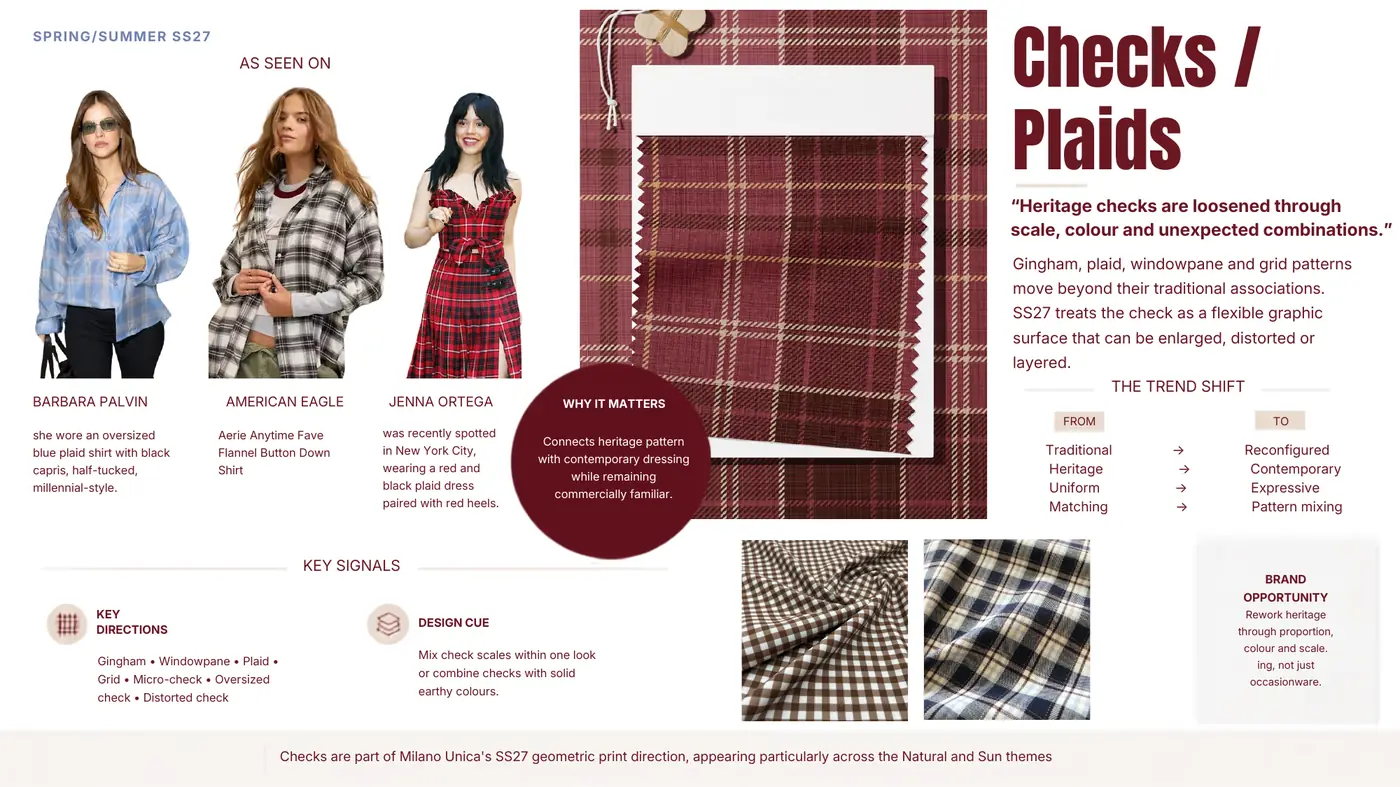 SPRING/SUMMER SS27
AS SEEN ON
BARBARA PALVIN
she wore an oversized
blue plaid shirt with black
capris, half-tucked,
millennial-style.
AMERICAN EAGLE
Aerie Anytime Fave
Flannel Button Down
Shirt
JENNA ORTEGA
was recently spotted
in New York City,
wearing a red and
black plaid dress
paired with red heels.
WHY IT MATTERS
Connects heritage pattern
with contemporary dressing
while remaining
commercially familiar.
Checks /
Plaids
“Heritage checks are loosened through
scale, colour and unexpected combinations.”
Gingham, plaid, windowpane and grid patterns
move beyond their traditional associations.
SS27 treats the check as a flexible graphic
surface that can be enlarged, distorted or
layered.
THE TREND SHIFT
FROM TO
Traditional → Reconfigured
Heritage → Contemporary
Uniform → Expressive
Matching → Pattern mixing
KEY SIGNALS
KEY
DIRECTIONS
Gingham • Windowpane • Plaid •
Grid • Micro-check • Oversized
check • Distorted check
DESIGN CUE
Mix check scales within one look
or combine checks with solid
earthy colours.
BRAND
OPPORTUNITY
Rework heritage
through proportion,
colour and scale.
ing, not just
occasionware.
Checks are part of Milano Unica's SS27 geometric print direction, appearing particularly across the Natural and Sun themes